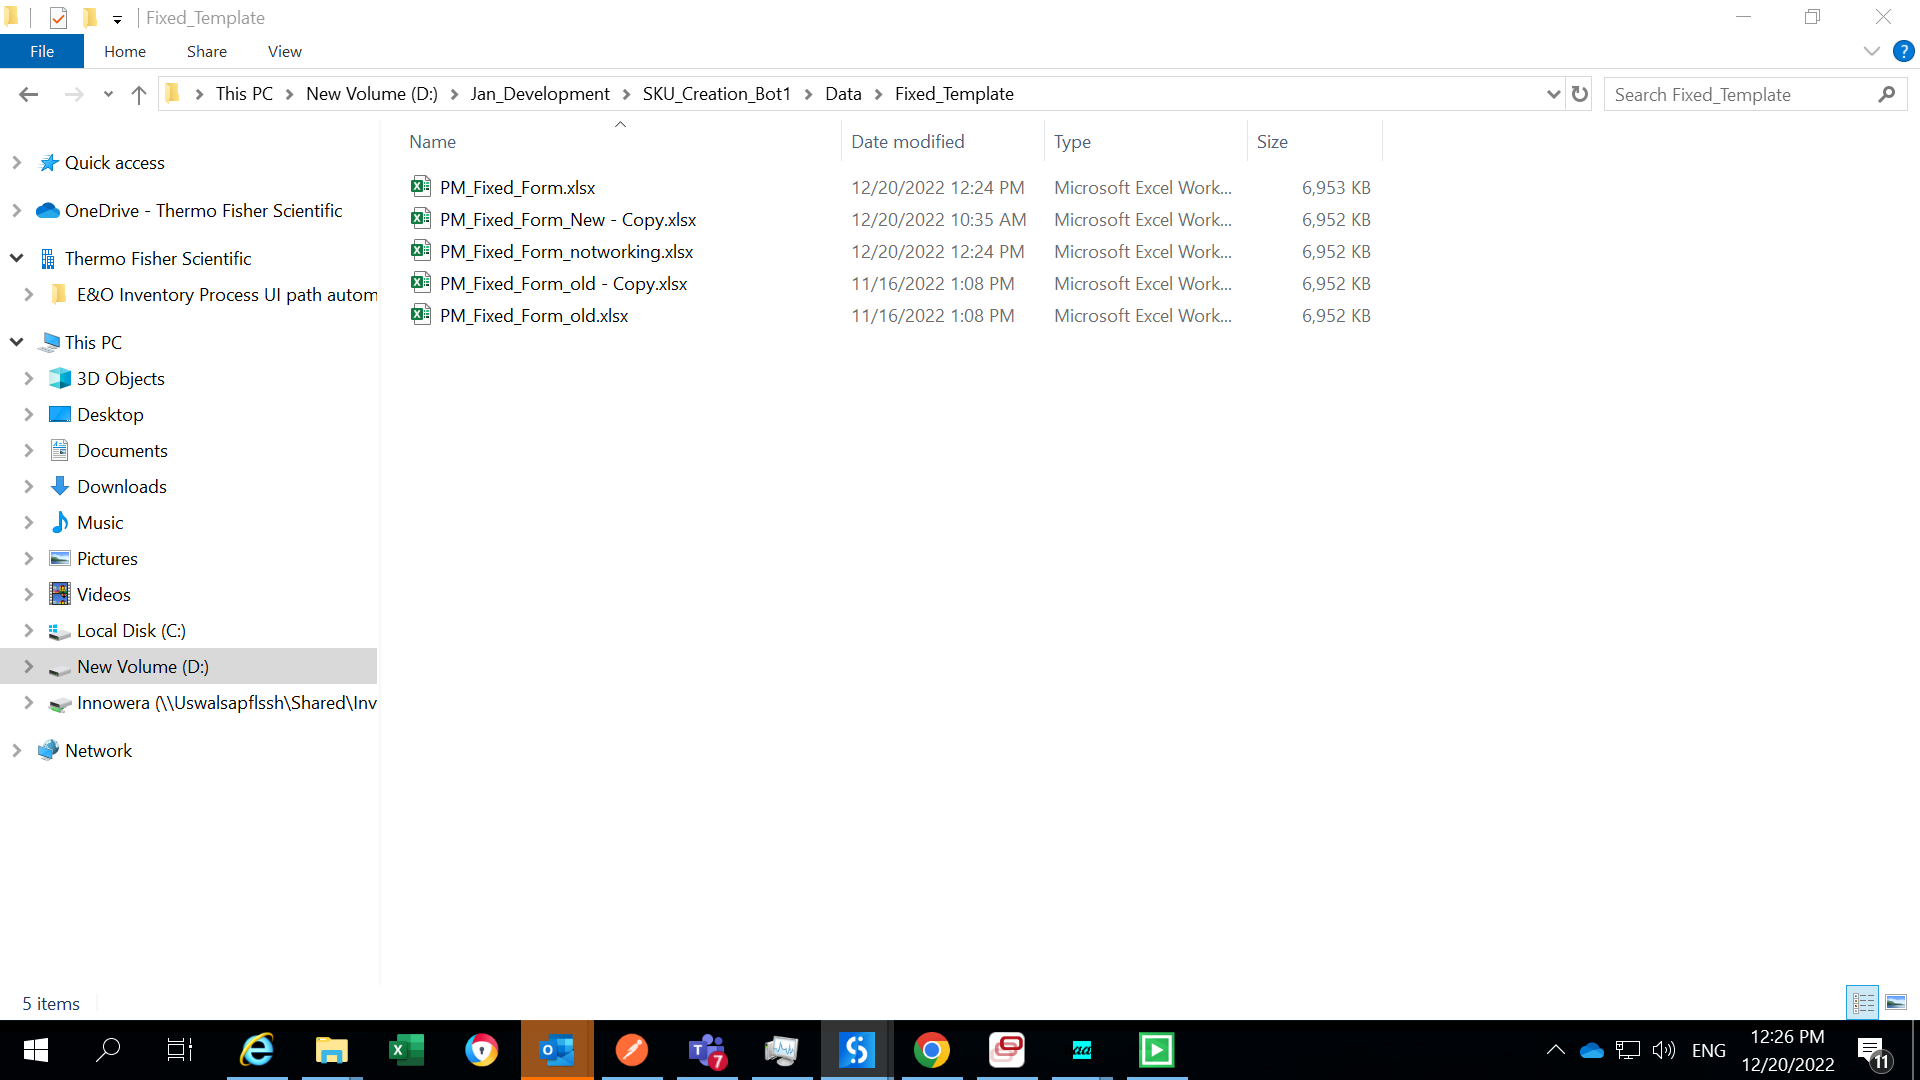 Fixed_Template
File Home Share View
This PC New Volume (D:) Jan_Development SKU_Creation_Bot1 Data Fixed_Template Search Fixed_Template
Name Date modified Type Size
Quick access
OneDrive - Thermo Fisher Scientific
Thermo Fisher Scientific
E&O Inventory Process UI path autom
This PC
3D Objects
Desktop
Documents
Downloads
Music
Pictures
Videos
Local Disk (C:)
New Volume (D:)
Innowera (\\Uswalsapflssh\Shared\Inv
Network
PM_Fixed_Form.xlsx 12/20/2022 12:24 PM Microsoft Excel Work... 6,953 KB
PM_Fixed_Form_New - Copy.xlsx 12/20/2022 10:35 AM Microsoft Excel Work... 6,952 KB
PM_Fixed_Form_notworking.xlsx 12/20/2022 12:24 PM Microsoft Excel Work... 6,952 KB
PM_Fixed_Form_old - Copy.xlsx 11/16/2022 1:08 PM Microsoft Excel Work... 6,952 KB
PM_Fixed_Form_old.xlsx 11/16/2022 1:08 PM Microsoft Excel Work... 6,952 KB
5 items
7
aa
ENG
12:26 PM
12/20/2022
11